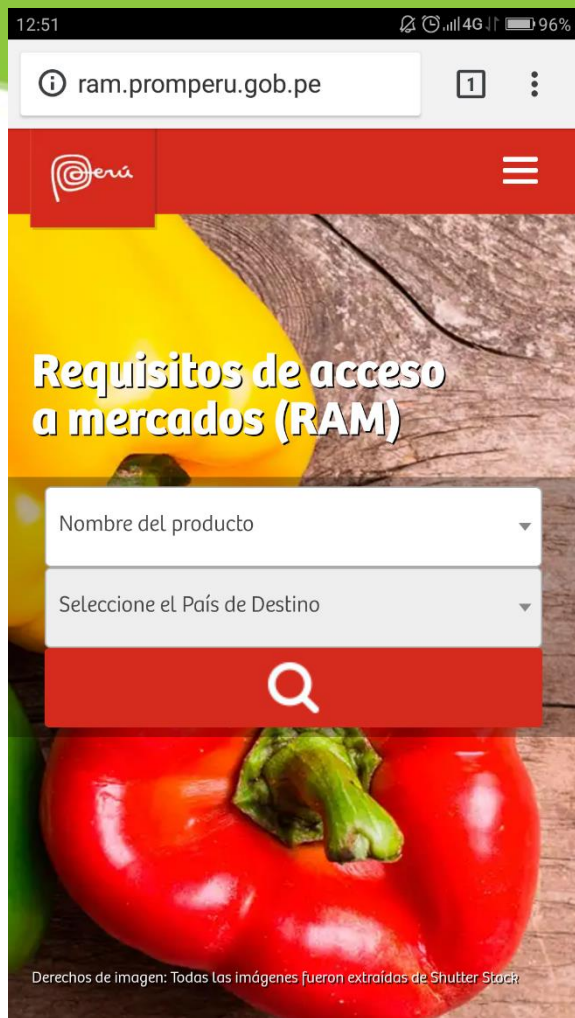 12:51
4G
96%
ram.promperu.gob.pe
1
Perú
Requisitos de acceso
a mercados (RAM)
Nombre del producto
Seleccione el País de Destino
Derechos de imagen: Todas las imágenes fueron extraídas de Shutter Stock